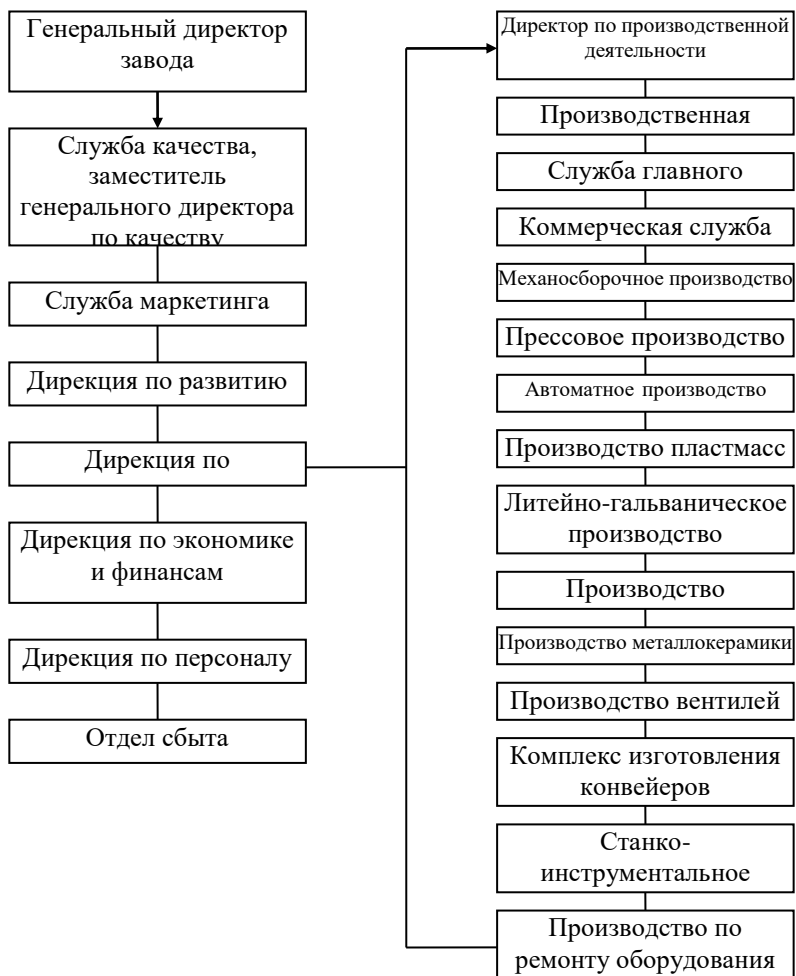 Генеральный директор
завода
Служба качества,
заместитель
генерального директора
по качеству
Служба маркетинга
Дирекция по развитию
Дирекция по
Дирекция по экономике
и финансам
Дирекция по персоналу
Отдел сбыта
Директор по производственной
деятельности
Производственная
Служба главного
Коммерческая служба
Механосборочное производство
Прессовое производство
Автоматное производство
Производство пластмасс
Литейно-гальваническое
производство
Производство
Производство металлокерамики
Производство вентилей
Комплекс изготовления
конвейеров
Станко-
инструментальное
Производство по
ремонту оборудования